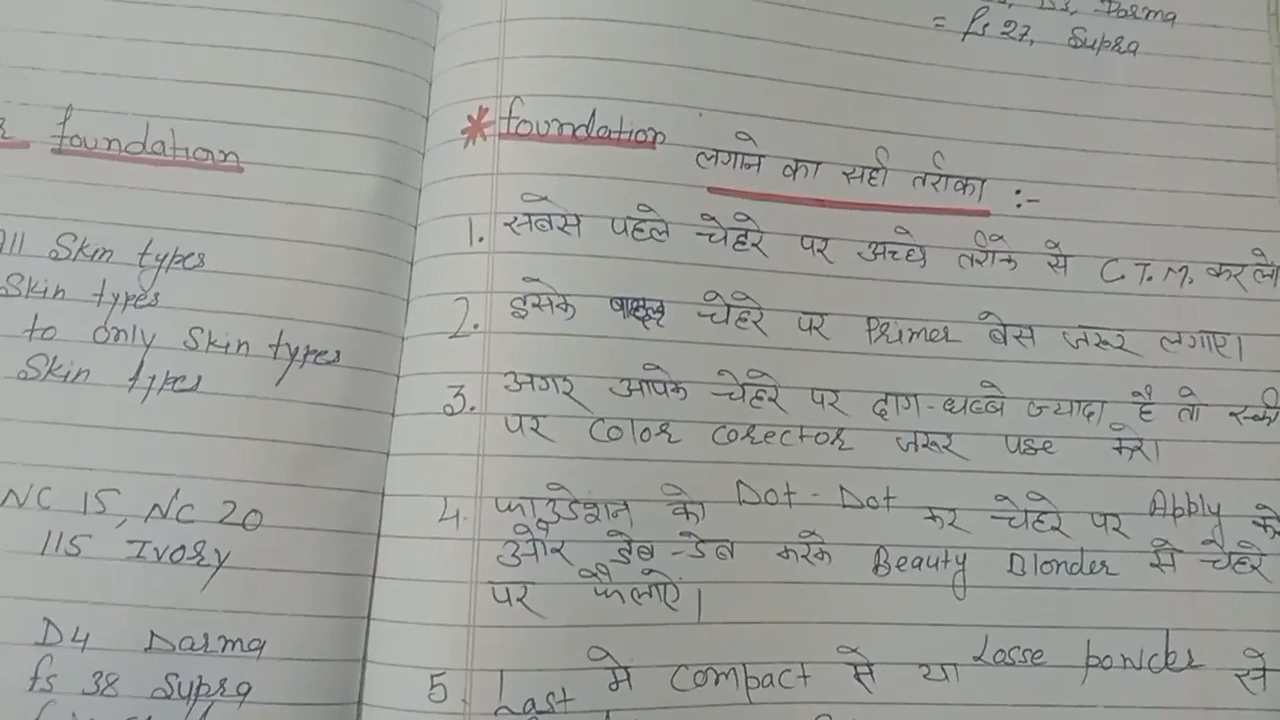 foundation
All Skin types
Skin types
to only Skin types
Skin types
NC 15, NC 20
115 Ivory
D4 Darma
fs 38 Supra
Darma
= fs 27, Supra
* foundation लगाने का सही तरीका :-
1. सबसे पहले चेहरे पर अच्छे तरीके से C.T.M. कर लो
2. इसके चेहरे पर Primer बेस जरूर लगाए।
3. अगर आपके चेहरे पर दाग-धब्बे ज्यादा है तो
पर Color Corector जरूर use करे।
4. फाउंडेशन को Dot-Dot कर चेहरे पर Apply
और डेब-डेब करके Beauty Blonder से चेहरे
पर फैलाऐ।
5. Last मे Compact से या Losse powder से